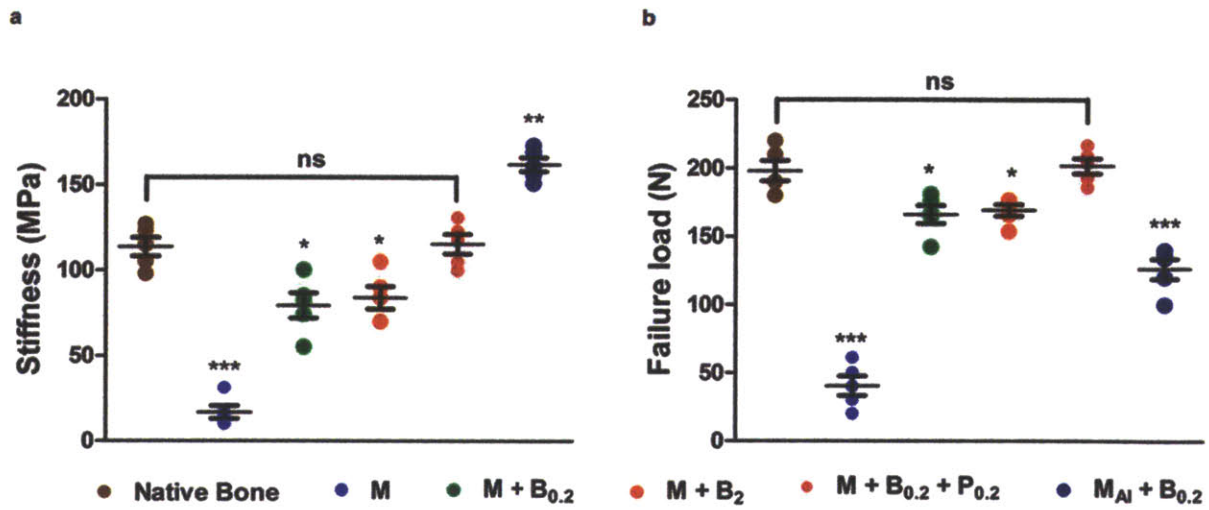 a
b
ns
200
**
150
Stiffness (MPa)
100
*
*
50
***
0
ns
250
200
*
*
Failure load (N)
150
***
100
***
50
0
Native Bone M M + B0.2 M + B2 M + B0.2 + P0.2 MAl + B0.2